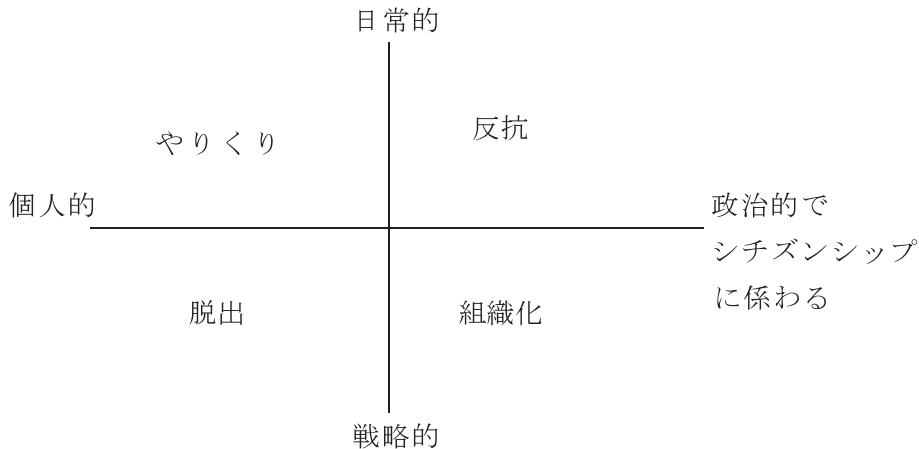 日常的
やりくり
反抗
個人的
政治的で
シチズンシップ
に係わる
脱出
組織化
戦略的